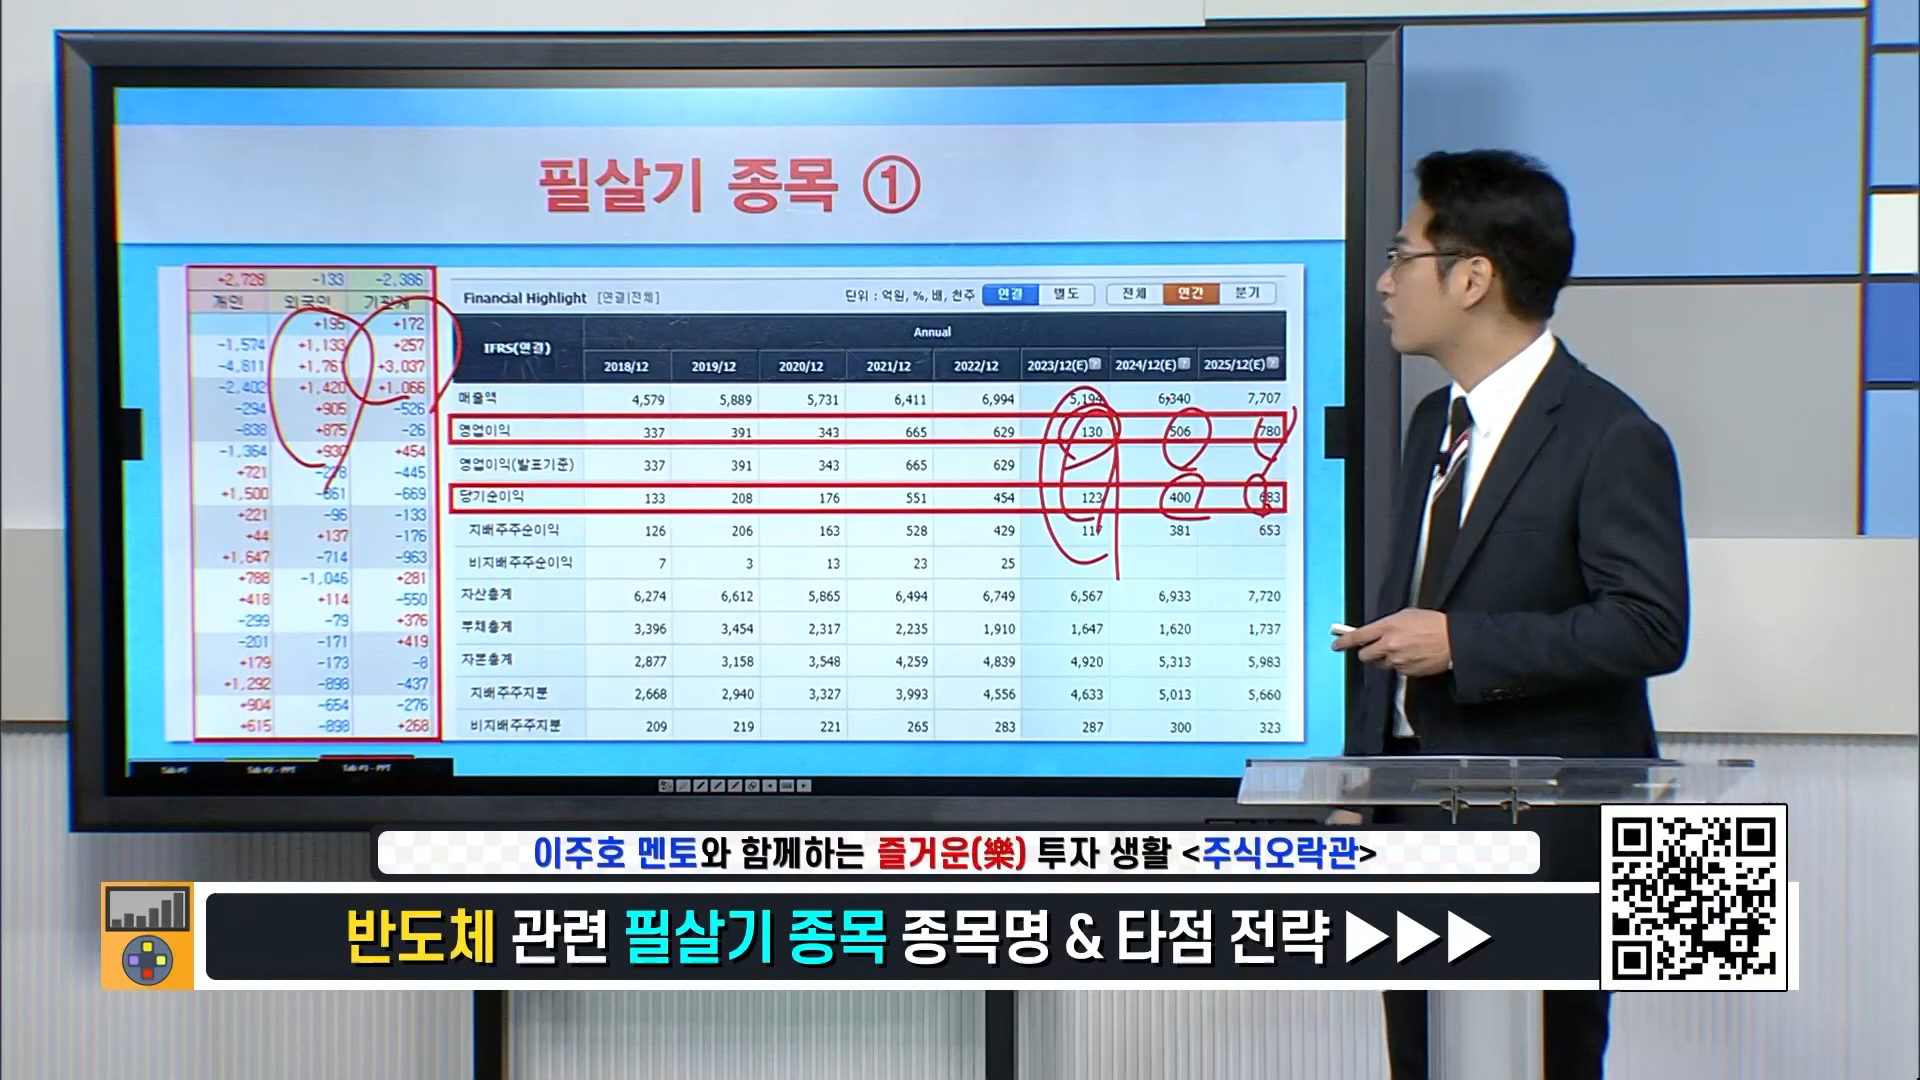 필살기 종목 ①
+2,728 -133 -2,386
개인 외국인 기관계
+195 +172
-1,574 +1,133 +257
-4,811 +1,761 +3,037
-2,402 +1,420 +1,066
-294 +905 -526
-838 +875 -26
-1,364 +930 +454
+721 -278 -445
+1,500 -861 -669
+221 -96 -133
+44 +137 -176
+1,647 -714 -963
+788 -1,046 +281
+418 +114 -550
-299 -79 +376
-201 -171 +419
+179 -173 -8
+1,292 -898 -437
+904 -654 -276
+615 -898 +268
Financial Highlight [연결|전체] 단위 : 억원, %, 배, 천주 연결 별도 전체 연간 분기
IFRS(연결) Annual
2018/12 2019/12 2020/12 2021/12 2022/12 2023/12(E) 2024/12(E) 2025/12(E)
매출액 4,579 5,889 5,731 6,411 6,994 5,194 6,340 7,707
영업이익 337 391 343 665 629 130 506 780
영업이익(발표기준) 337 391 343 665 629
당기순이익 133 208 176 551 454 123 400 683
지배주주순이익 126 206 163 528 429 117 381 653
비지배주주순이익 7 3 13 23 25
자산총계 6,274 6,612 5,865 6,494 6,749 6,567 6,933 7,720
부채총계 3,396 3,454 2,317 2,235 1,910 1,647 1,620 1,737
자본총계 2,877 3,158 3,548 4,259 4,839 4,920 5,313 5,983
지배주주지분 2,668 2,940 3,327 3,993 4,556 4,633 5,013 5,660
비지배주주지분 209 219 221 265 283 287 300 323
이주호 멘토와 함께하는 즐거운(樂) 투자 생활 <주식오락관>
반도체 관련 필살기 종목 종목명 & 타점 전략 ▶▶▶